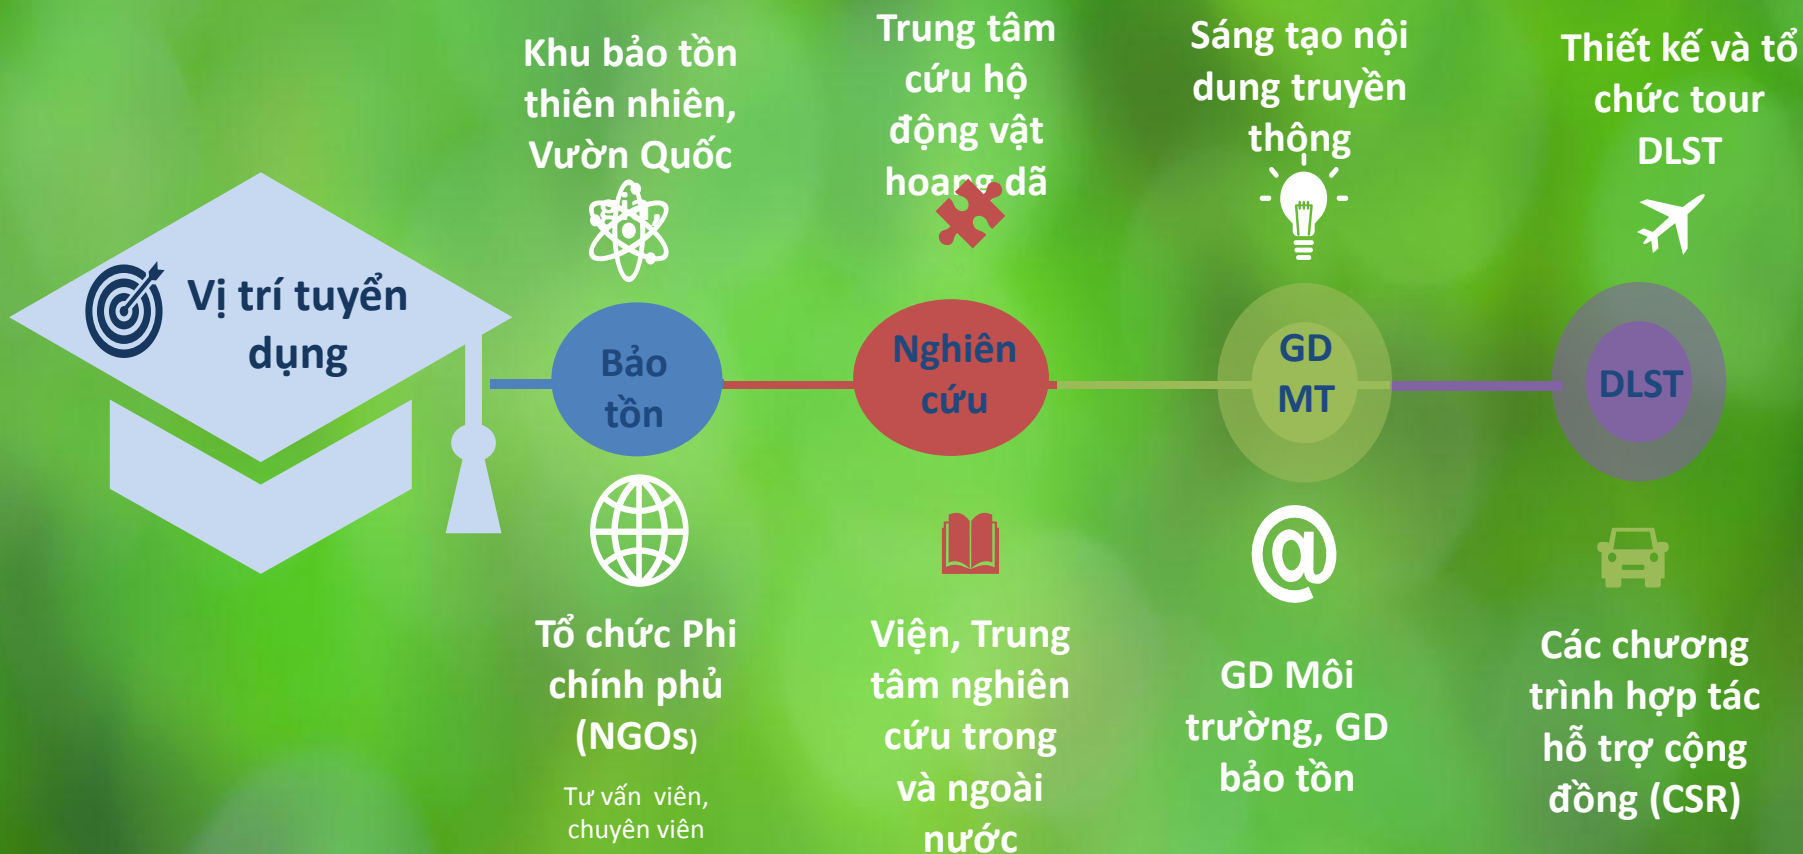 Vị trí tuyển
dụng
Khu bảo tồn
thiên nhiên,
Vườn Quốc
gia,
Bảo
tồn
Tổ chức Phi
chính phủ
(NGOs)
Tư vấn viên,
chuyên viên
Trung tâm
cứu hộ
động vật
hoang dã
Nghiên
cứu
Viện, Trung
tâm nghiên
cứu trong
và ngoài
nước
Sáng tạo nội
dung truyền
thông
GD
MT
@
GD Môi
trường, GD
bảo tồn
Thiết kế và tổ
chức tour
DLST
DLST
Các chương
trình hợp tác
hỗ trợ cộng
đồng (CSR)